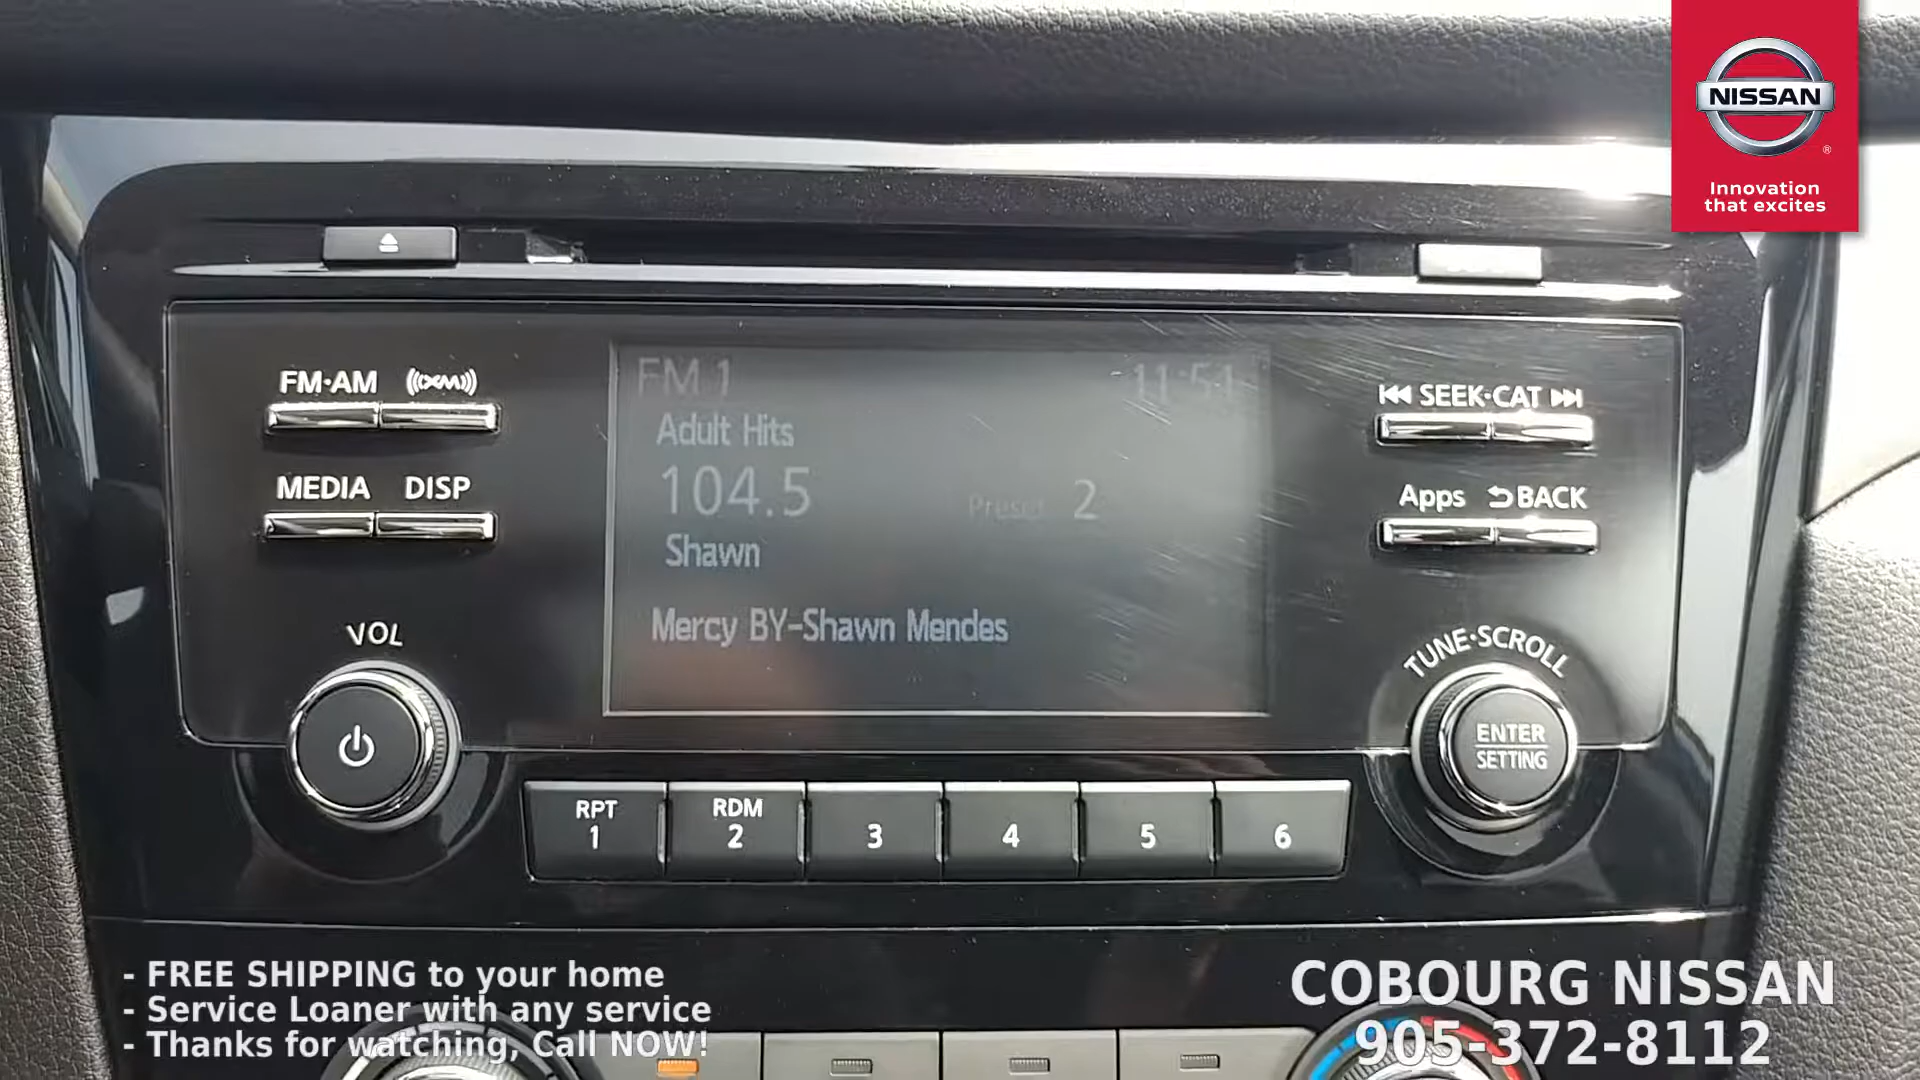 NISSAN
®
Innovation
that excites
FM·AM
XM
SEEK·CAT
MEDIA DISP
Apps BACK
VOL
TUNE·SCROLL
ENTER
SETTING
FM 1 11:51
Adult Hits
104.5 Preset 2
Shawn
Mercy BY-Shawn Mendes
RPT
1
RDM
2
3
4
5
6
- FREE SHIPPING to your home
- Service Loaner with any service
- Thanks for watching, Call NOW!
COBOURG NISSAN
905-372-8112